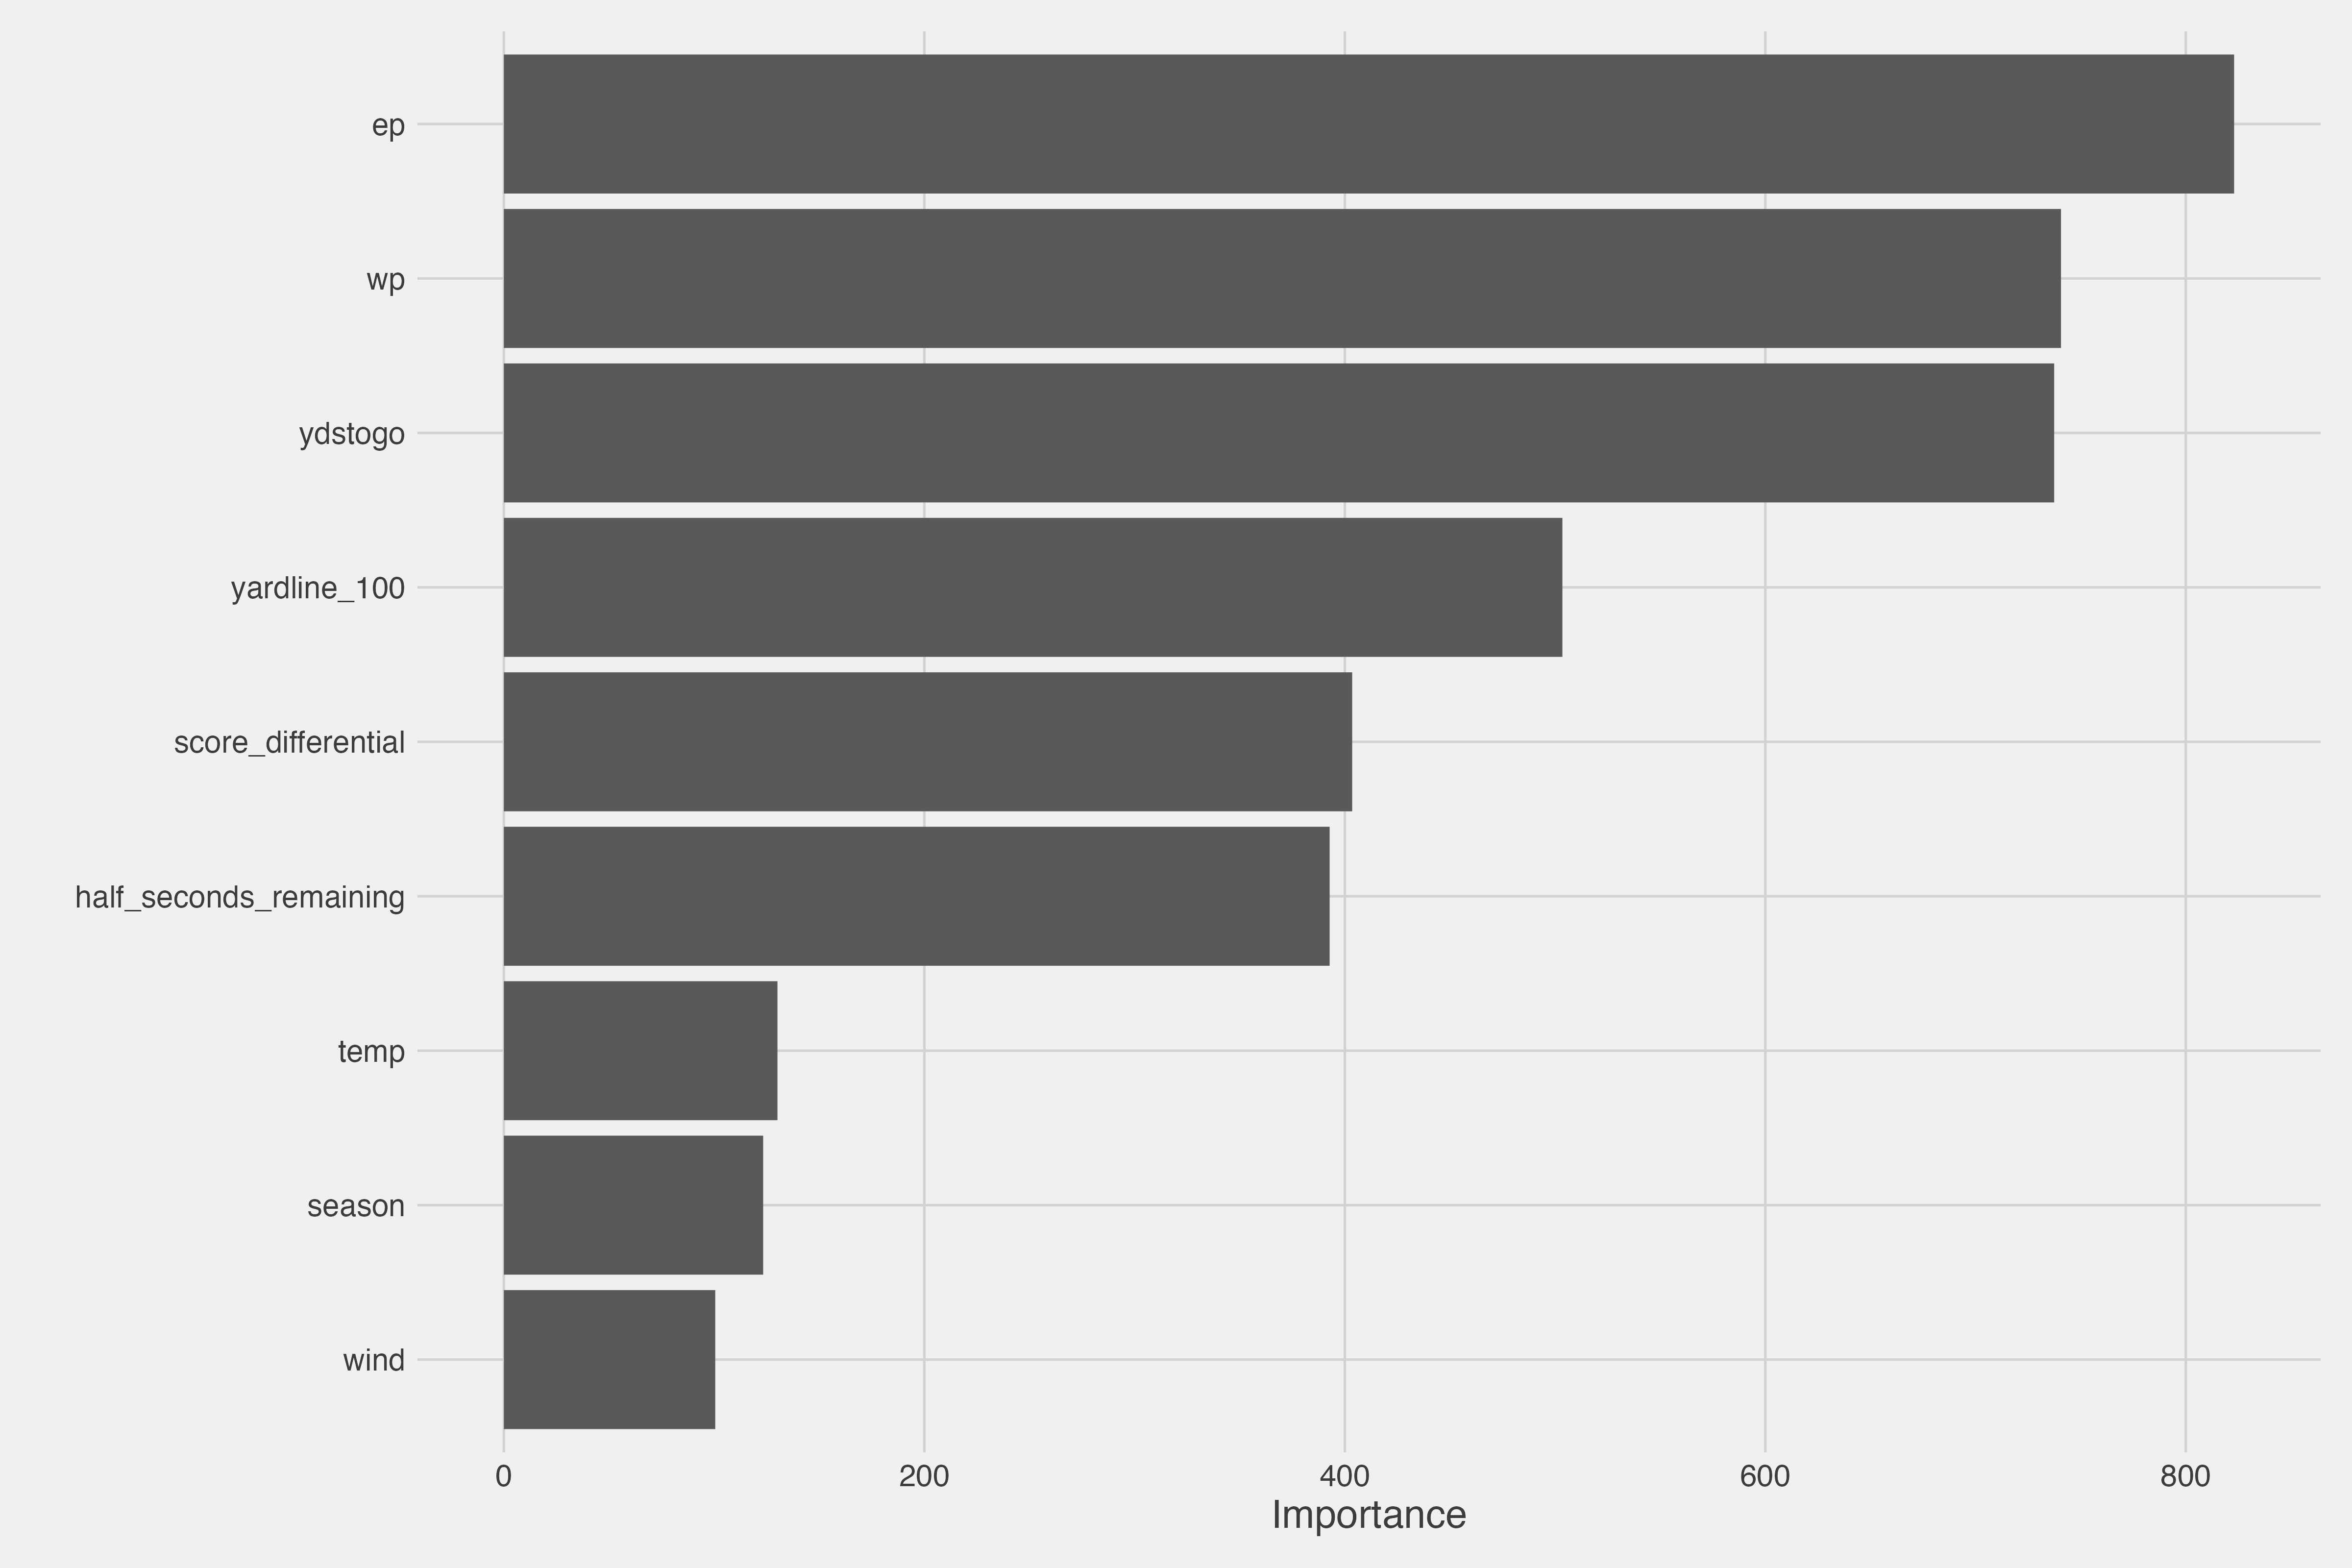 ep
wp
ydstogo
yardline_100
score_differential
half_seconds_remaining
temp
season
wind
0 200 400 600 800
Importance